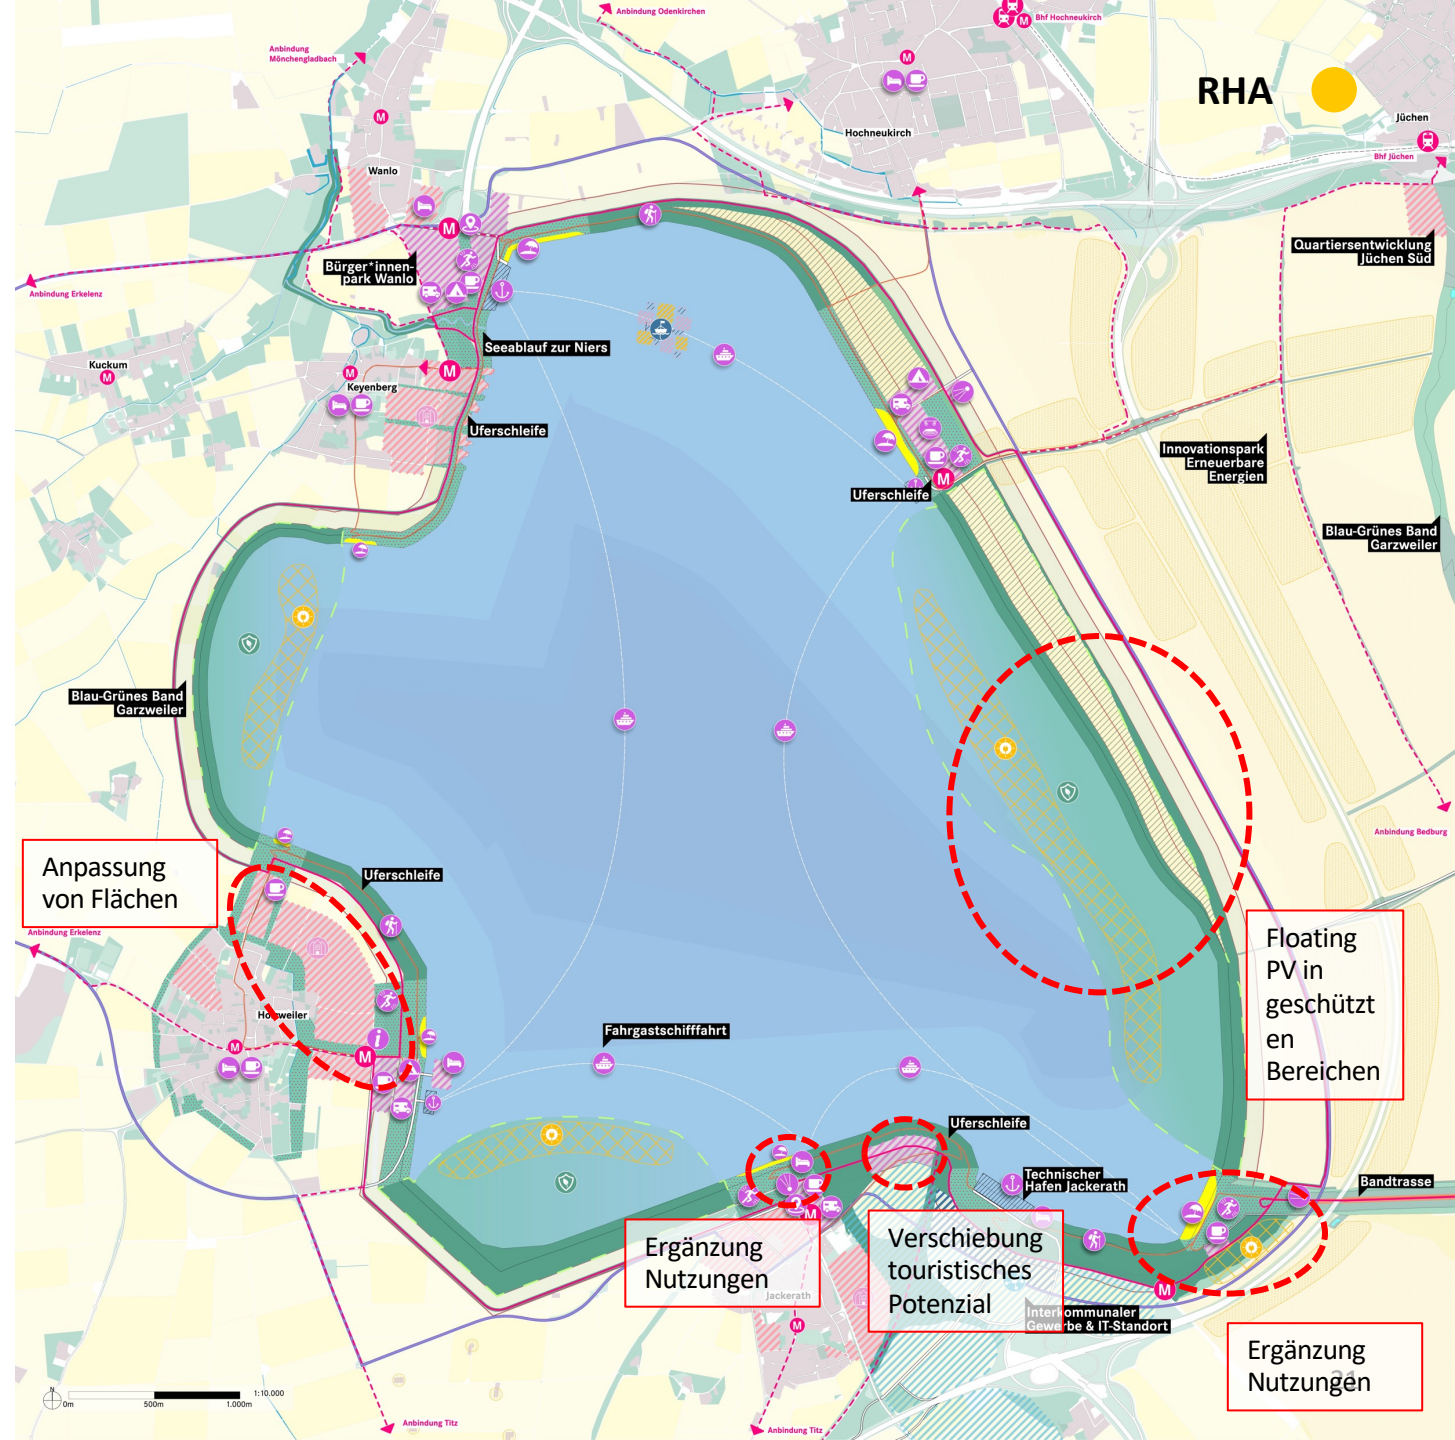 Anbindung Odenkirchen
Bhf Hochneukirch
M
Anbindung
Mönchengladbach
M
RHA
M
Jüchen
Hochneukirch
Bhf Jüchen
Wanlo
M
Quartiersentwicklung
Jüchen Süd
Bürger*innen-
park Wanlo
Anbindung Erkelenz
Seeablauf zur Niers
Kuckum
M
M
M
Keyenberg
Uferschleife
Innovationspark
Erneuerbare
Energien
M
Uferschleife
Blau-Grünes Band
Garzweiler
Blau-Grünes Band
Garzweiler
Anbindung Bedburg
Anpassung
von Flächen
Uferschleife
Anbindung Erkelenz
Floating
PV in
geschützt
en
Bereichen
Holzweiler
M
M
Fahrgastschifffahrt
Uferschleife
Technischer
Hafen Jackerath
Bandtrasse
M
Ergänzung
Nutzungen
Verschiebung
touristisches
Potenzial
M
Jackerath
Interkommunaler
Gewerbe & IT-Standort
M
Ergänzung
Nutzungen
21
N
0m
500m
1.000m
1:10.000
Anbindung Titz
Anbindung Titz